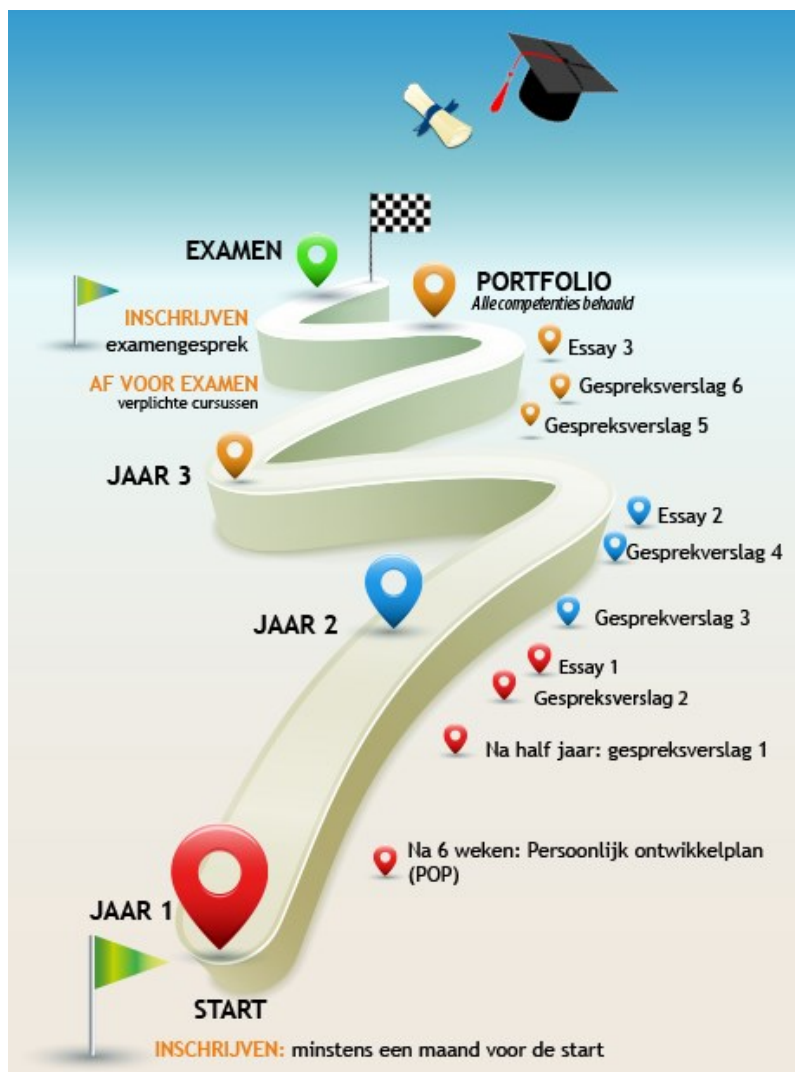 EXAMEN
PORTFOLIO
Alle competenties behaald
INSCHRIJVEN
examengesprek
Essay 3
AF VOOR EXAMEN
verplichte cursussen
Gespreksverslag 6
Gespreksverslag 5
JAAR 3
Essay 2
Gesprekverslag 4
JAAR 2
Gesprekverslag 3
Essay 1
Gespreksverslag 2
Na half jaar: gespreksverslag 1
Na 6 weken: Persoonlijk ontwikkelplan
(POP)
JAAR 1
START
INSCHRIJVEN: minstens een maand voor de start